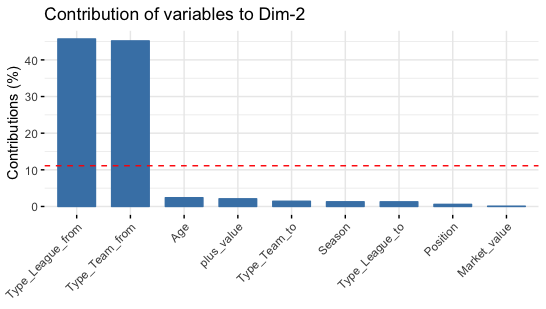 Contribution of variables to Dim-2
Contributions (%)
40
30
20
10
0
Type_League_from
Type_Team_from
Age
plus_value
Type_Team_to
Season
Type_League_to
Position
Market_value